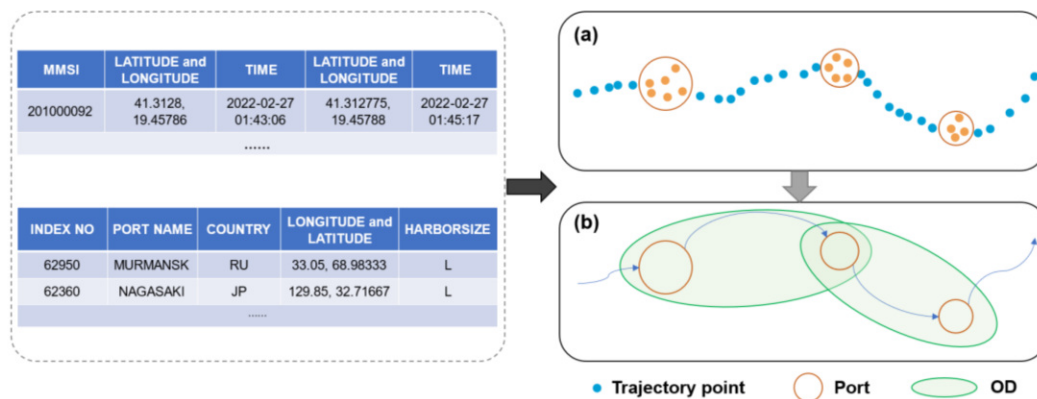 MMSI LATITUDE and LONGITUDE TIME LATITUDE and LONGITUDE TIME
201000092 41.3128, 19.45786 2022-02-27 01:43:06 41.312775, 19.45788 2022-02-27 01:45:17
......
INDEX NO PORT NAME COUNTRY LONGITUDE and LATITUDE HARBORSIZE
62950 MURMANSK RU 33.05, 68.98333 L
62360 NAGASAKI JP 129.85, 32.71667 L
......
(a)
(b)
Trajectory point Port OD